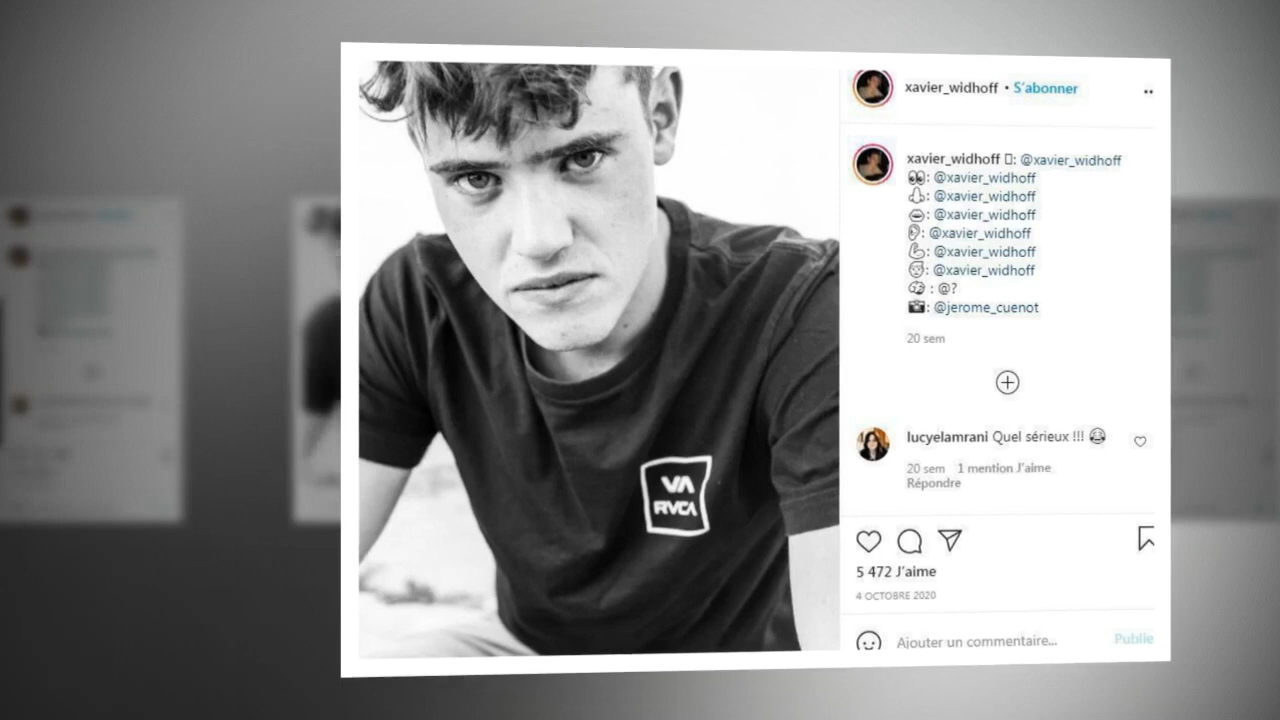 VA
RVCA
xavier_widhoff • S'abonner
xavier_widhoff : @xavier_widhoff
👀: @xavier_widhoff
👃: @xavier_widhoff
👄: @xavier_widhoff
👂: @xavier_widhoff
💪: @xavier_widhoff
: @xavier_widhoff
: @?
📷: @jerome_cuenot
20 sem
lucyelamrani Quel sérieux !!! 😂
20 sem 1 mention J'aime
Répondre
5 472 J'aime
4 OCTOBRE 2020
Ajouter un commentaire... Publie